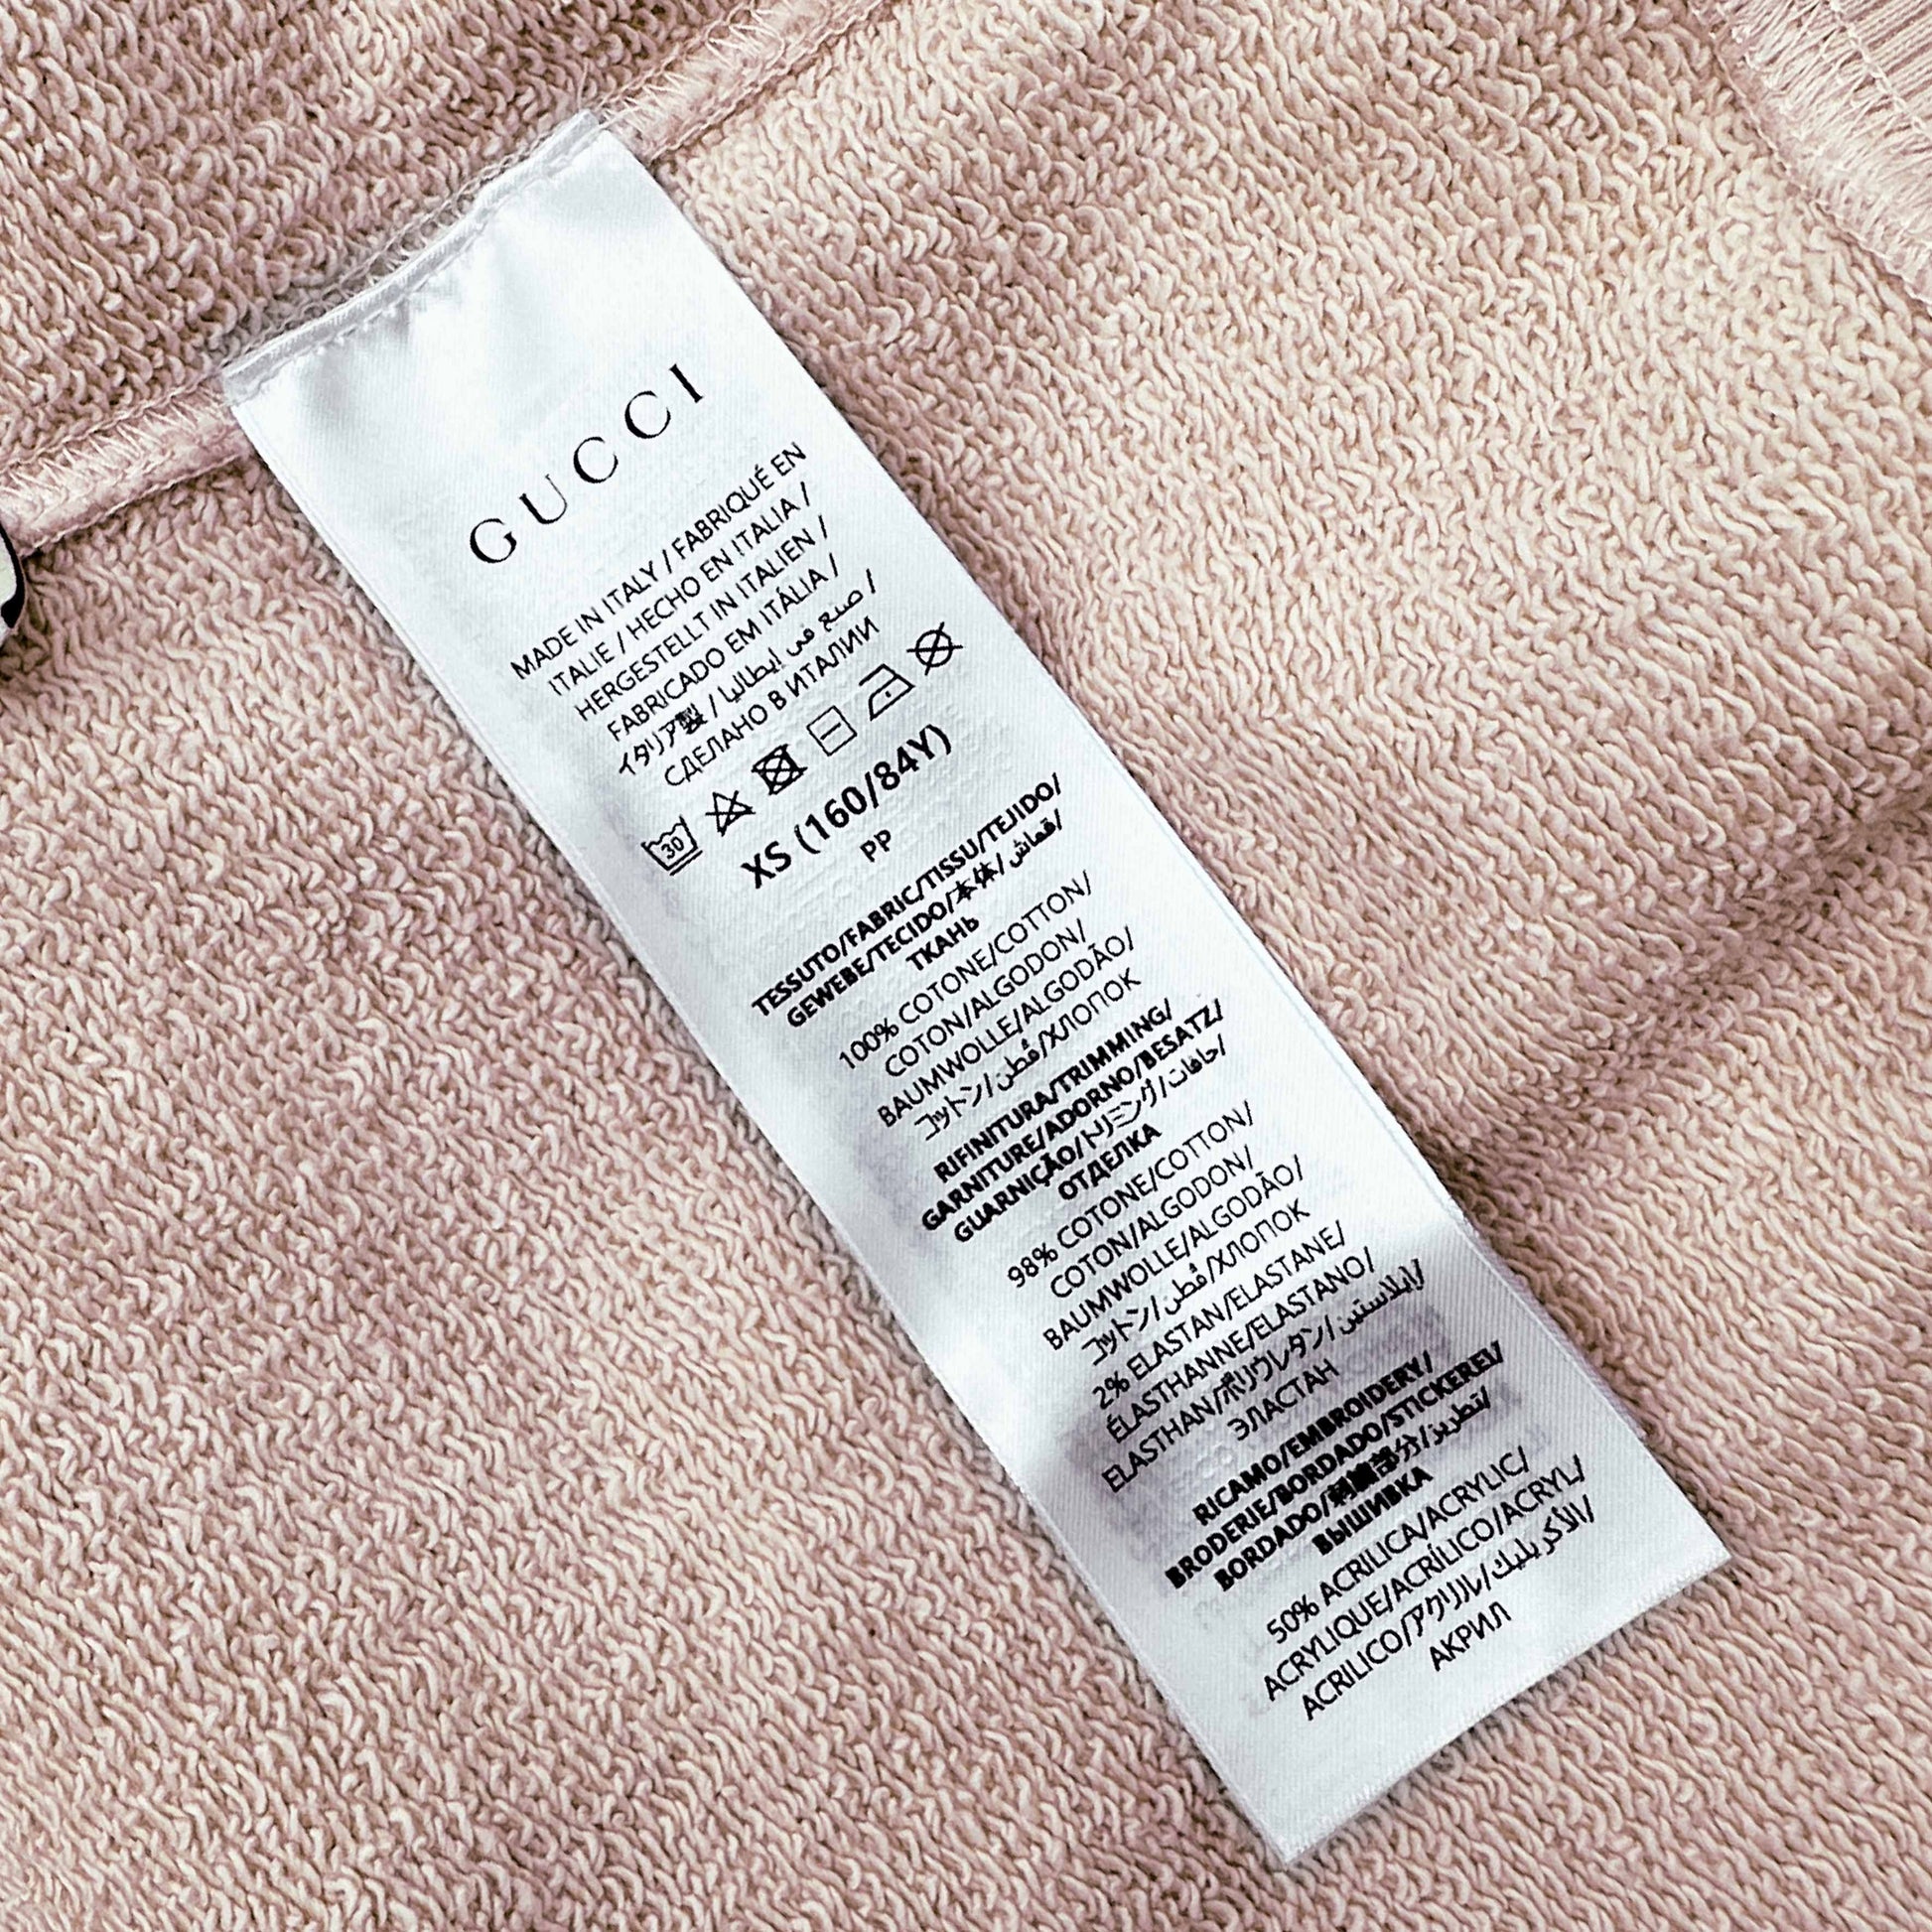 GUCCI
MADE IN ITALY / FABRIQUÉ EN
ITALIE / HECHO EN ITALIA /
HERGESTELLT IN ITALIEN /
FABRICADO EM ITÁLIA /
イタリア製 / صنع في إيطاليا /
СДЕЛАНО В ИТАЛИИ
30
XS (160/84Y)
PP
TESSUTO/FABRIC/TISSU/TEJIDO/
GEWEBE/TECIDO/本体/قماش/
ТКАНЬ
100% COTONE/COTTON/
COTON/ALGODON/
BAUMWOLLE/ALGODÃO/
コットン/قُطن/ХЛОПОК
RIFINITURA/TRIMMING/
GARNITURE/ADORNO/BESATZ/
GUARNIÇÃO/トリミング/حافات/
ОТДЕЛКА
98% COTONE/COTTON/
COTON/ALGODON/
BAUMWOLLE/ALGODÃO/
コットン/قُطن/ХЛОПОК
2% ELASTAN/ELASTANE/
ÉLASTHANNE/ELASTANO/
ELASTHAN/ポリウレタン/إيلاستين/
ЭЛАСТАН
RICAMO/EMBROIDERY/
BRODERIE/BORDADO/STICKEREI/
BORDADO/刺繍部分/تطريز/
ВЫШИВКА
50% ACRILICA/ACRYLIC/
ACRYLIQUE/ACRÍLICO/ACRYL/
ACRILICO/アクリル/الأكريليك/
АКРИЛ